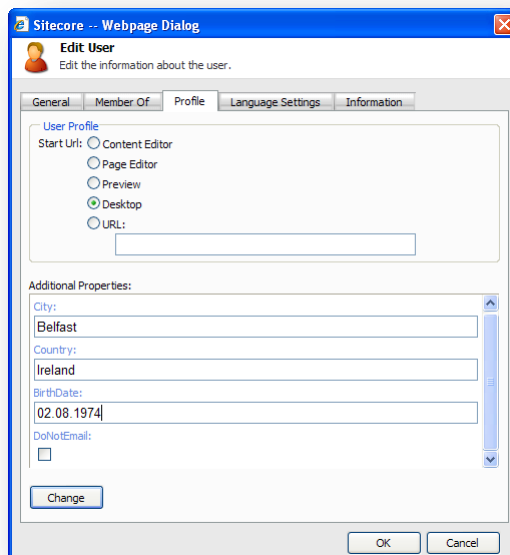 Sitecore -- Webpage Dialog
Edit User
Edit the information about the user.
General Member Of Profile Language Settings Information
User Profile
Start Url: Content Editor
Page Editor
Preview
Desktop
URL:
Additional Properties:
City:
Belfast
Country:
Ireland
BirthDate:
02.08.1974
DoNotEmail:
Change
OK Cancel